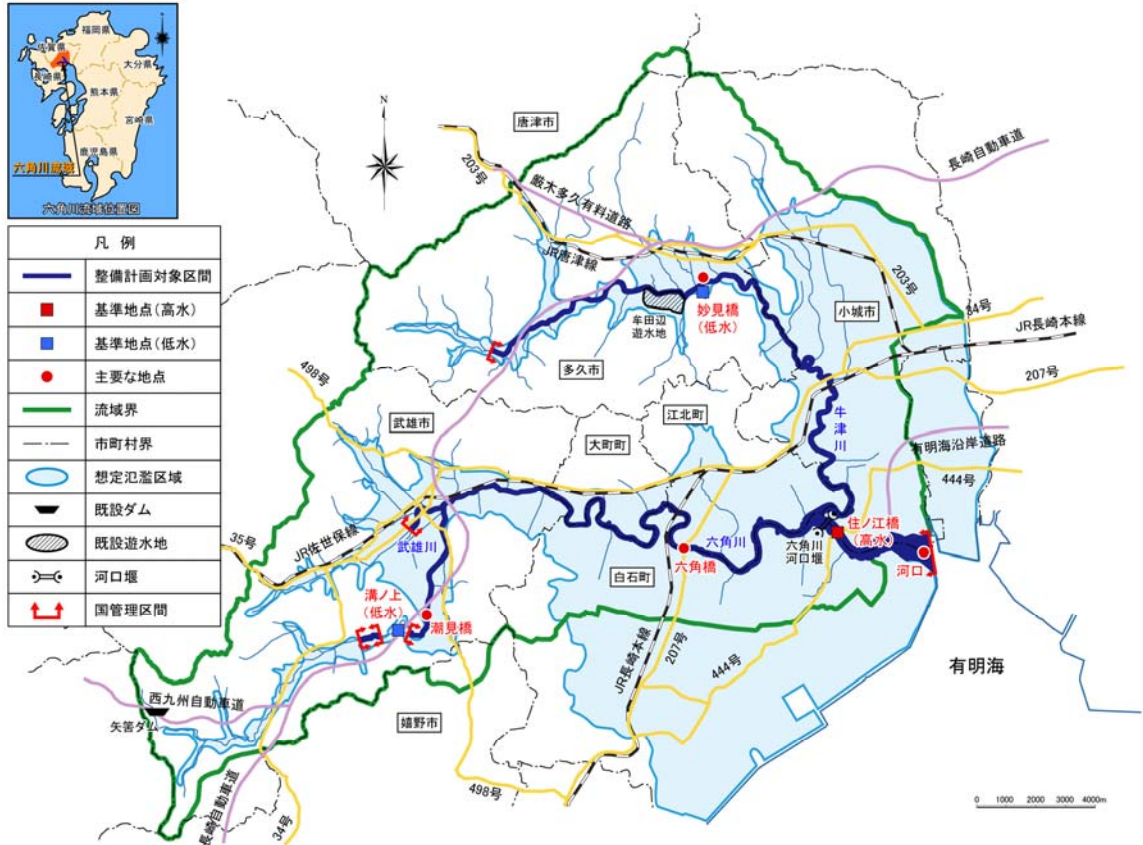 福岡県
佐賀県
大分県
長崎県
熊本県
宮崎県
鹿児島県
六角川流域
六角川流域位置図
凡 例
整備計画対象区間
基準地点(高水)
基準地点(低水)
主要な地点
流域界
市町村界
想定氾濫区域
既設ダム
既設遊水地
河口堰
国管理区間
N
唐津市
203号
厳木多久有料道路
長崎自動車道
JR唐津線
妙見橋
(低水)
牟田辺
遊水地
小城市
203号
34号
JR長崎本線
207号
多久市
498号
武雄市
江北町
大町町
牛津川
有明海沿岸道路
444号
35号
JR佐世保線
武雄川
六角川
六角橋
六角川
河口堰
住ノ江橋
(高水)
河口
白石町
溝ノ上
(低水)
潮見橋
JR長崎本線
207号
444号
有明海
西九州自動車道
矢筈ダム
嬉野市
498号
長崎自動車道
34号
0 1000 2000 3000 4000m